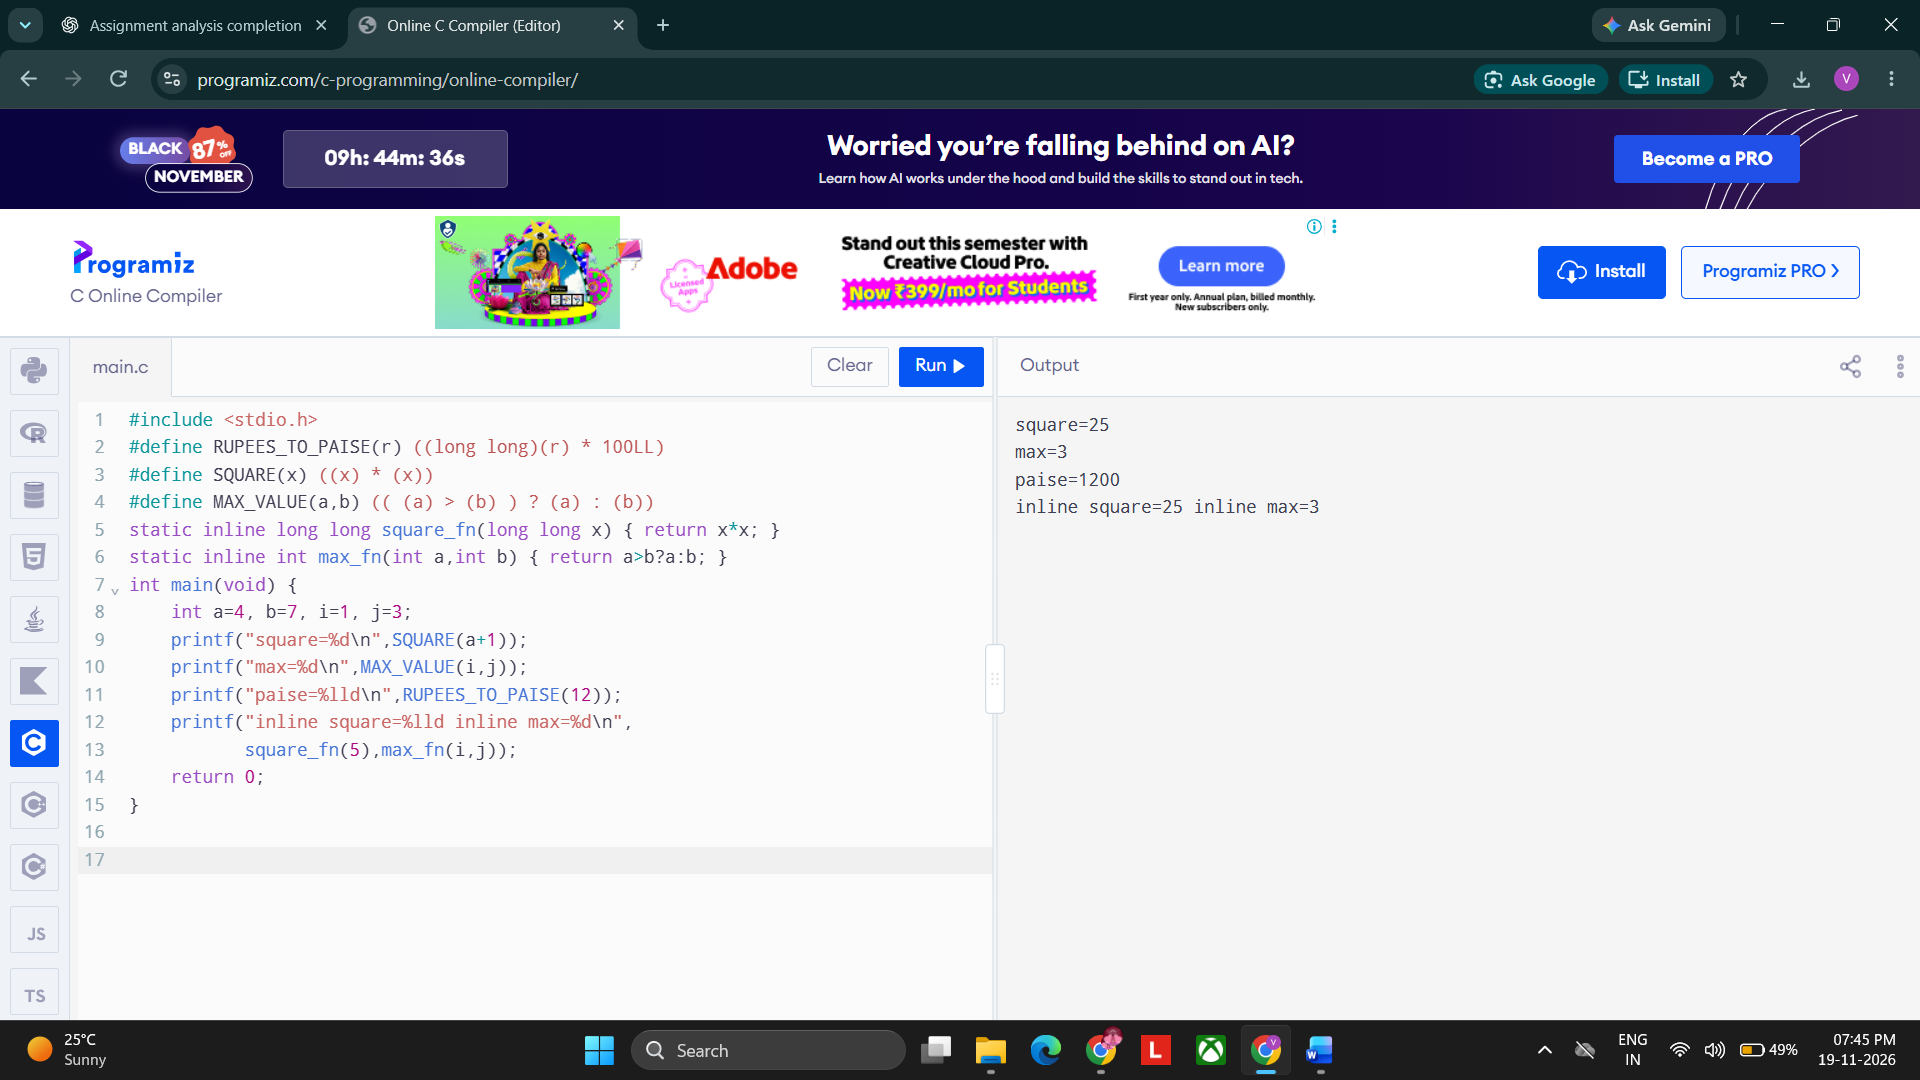 Assignment analysis completion
Online C Compiler (Editor)
Ask Gemini
programiz.com/c-programming/online-compiler/
Ask Google
Install
V
BLACK
87% OFF
NOVEMBER
09h: 44m: 36s
Worried you’re falling behind on AI?
Learn how AI works under the hood and build the skills to stand out in tech.
Become a PRO
Programiz
C Online Compiler
Licensed Apps
Adobe
Stand out this semester with
Creative Cloud Pro.
Now ₹399/mo for Students
Learn more
First year only. Annual plan, billed monthly.
New subscribers only.
Install
Programiz PRO >
main.c
Clear
Run
Output
1 #include <stdio.h>
2 #define RUPEES_TO_PAISE(r) ((long long)(r) * 100LL)
3 #define SQUARE(x) ((x) * (x))
4 #define MAX_VALUE(a,b) (( (a) > (b) ) ? (a) : (b))
5 static inline long long square_fn(long long x) { return x*x; }
6 static inline int max_fn(int a,int b) { return a>b?a:b; }
7 int main(void) {
8 int a=4, b=7, i=1, j=3;
9 printf("square=%d\n",SQUARE(a+1));
10 printf("max=%d\n",MAX_VALUE(i,j));
11 printf("paise=%lld\n",RUPEES_TO_PAISE(12));
12 printf("inline square=%lld inline max=%d\n",
13 square_fn(5),max_fn(i,j));
14 return 0;
15 }
16
17
square=25
max=3
paise=1200
inline square=25 inline max=3
R
5
C
C
C
JS
TS
25°C
Sunny
Search
L
V
W
ENG
IN
49%
07:45 PM
19-11-2026